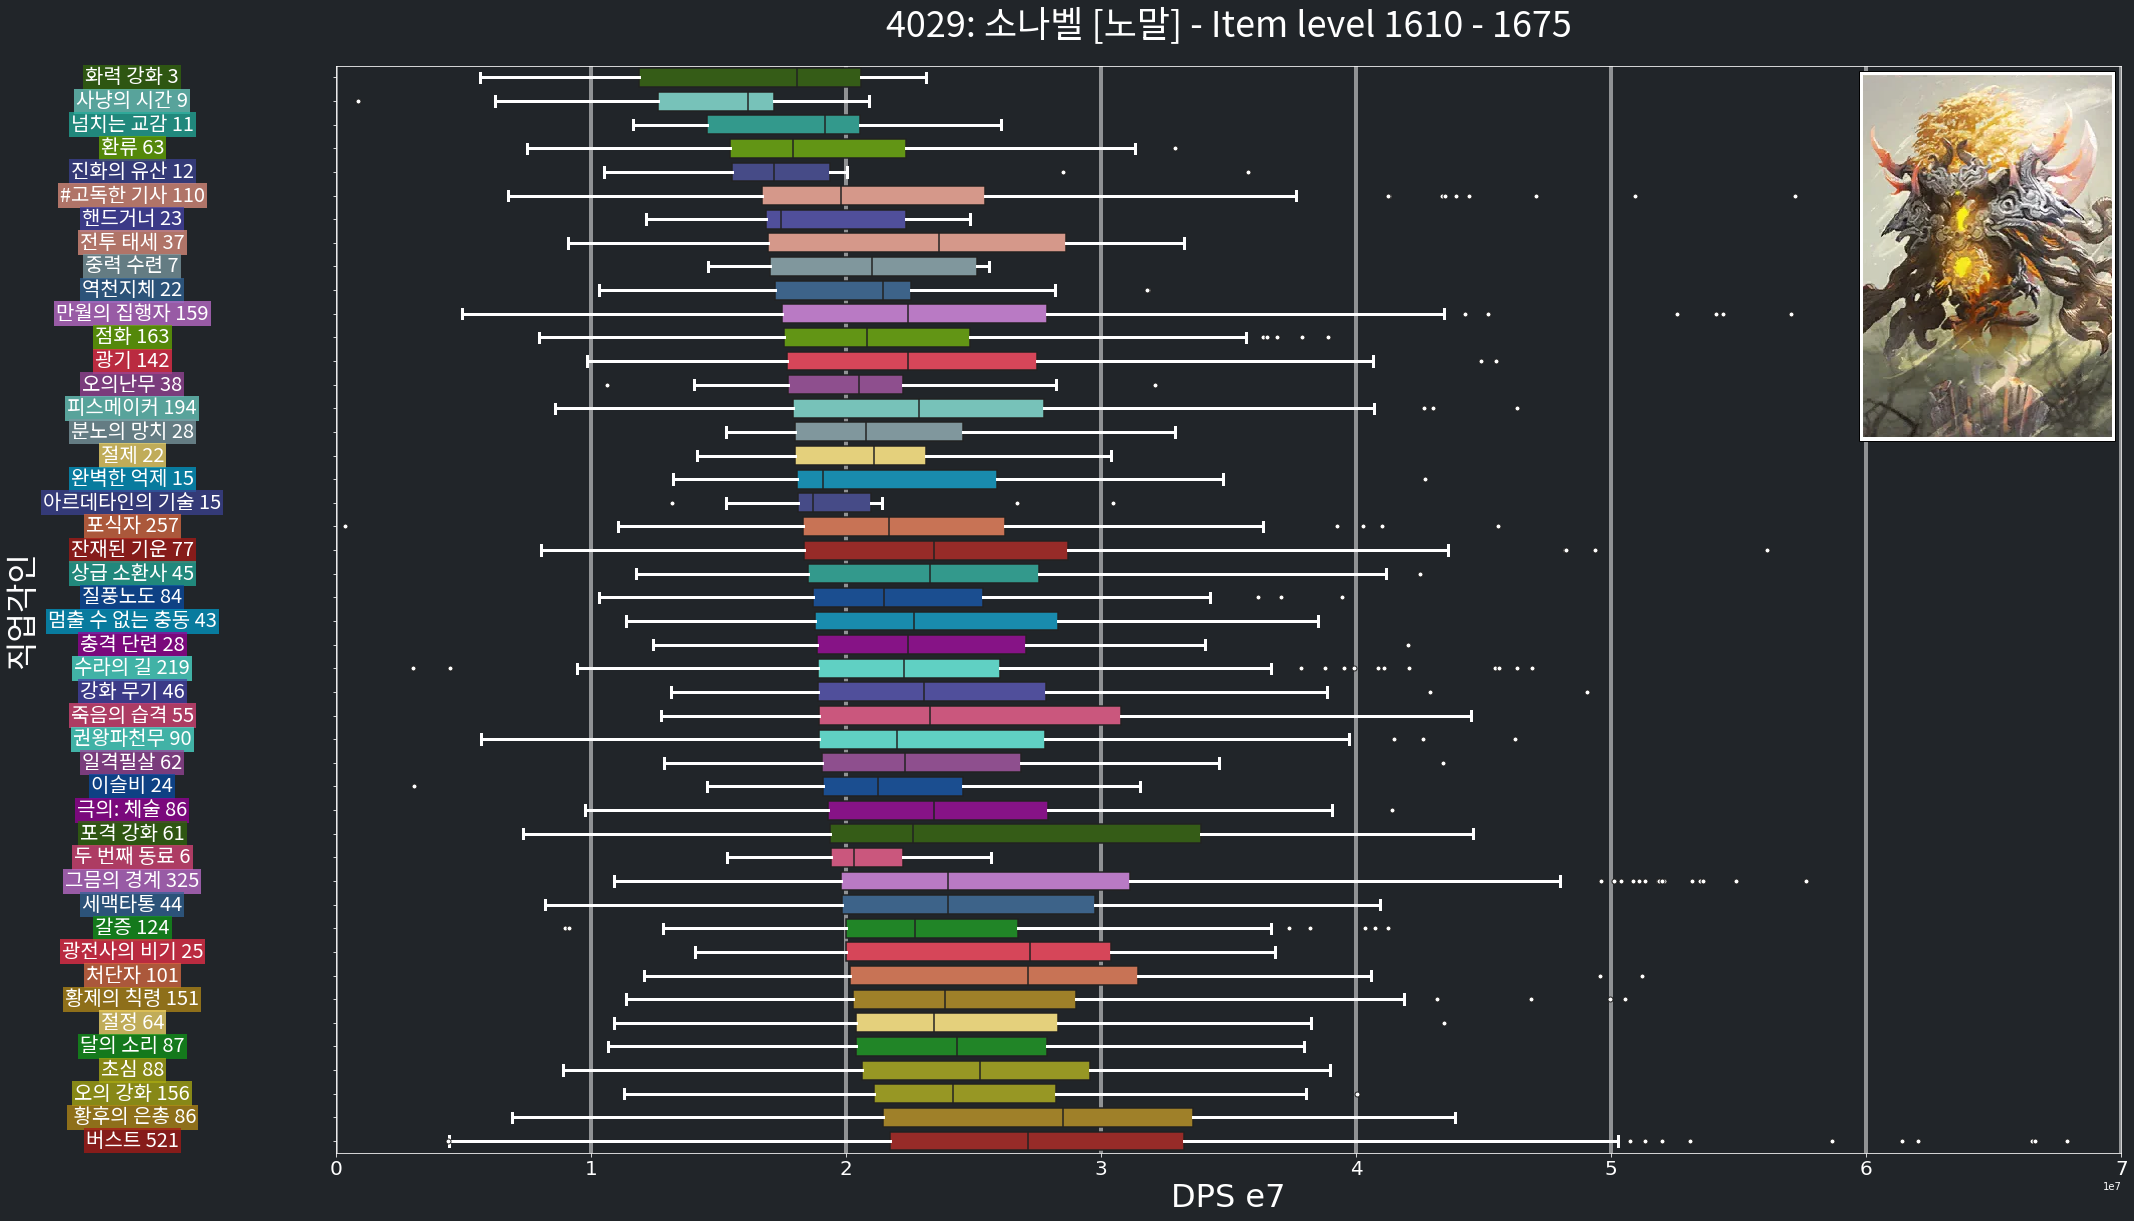 4029: 소나벨 [노말] - Item level 1610 - 1675
화력 강화 3
사냥의 시간 9
넘치는 교감 11
환류 63
진화의 유산 12
#고독한 기사 110
핸드거너 23
전투 태세 37
중력 수련 7
역천지체 22
만월의 집행자 159
점화 163
광기 142
오의난무 38
피스메이커 194
분노의 망치 28
절제 22
완벽한 억제 15
아르데타인의 기술 15
포식자 257
잔재된 기운 77
상급 소환사 45
질풍노도 84
멈출 수 없는 충동 43
충격 단련 28
수라의 길 219
강화 무기 46
죽음의 습격 55
권왕파천무 90
일격필살 62
이슬비 24
극의: 체술 86
포격 강화 61
두 번째 동료 6
그믐의 경계 325
세맥타통 44
갈증 124
광전사의 비기 25
처단자 101
황제의 칙령 151
절정 64
달의 소리 87
초심 88
오의 강화 156
황후의 은총 86
버스트 521
직업각인
0 1 2 3 4 5 6 7
1e7
DPS e7